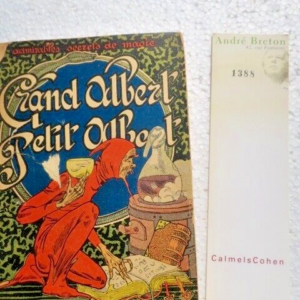 admirables secrets de magie
Grand Albert
Petit Albert
André Breton
1388
CalmelsCohen